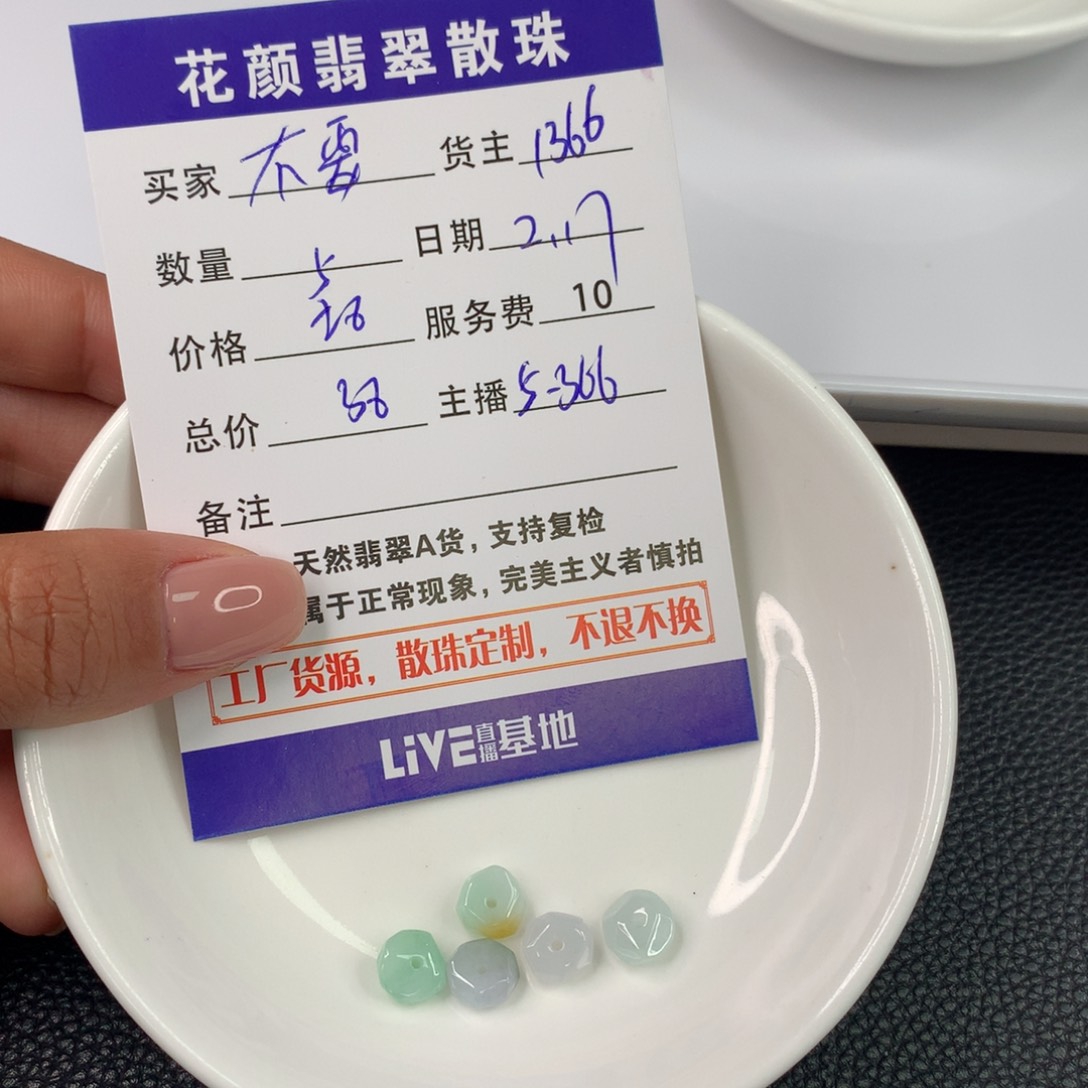 花颜翡翠散珠
买家 不要 货主 1366
数量 5 日期 2.17
价格 服务费 10
总价 38 主播 5-366
备注
天然翡翠A货，支持复检
属于正常现象，完美主义者慎拍
工厂货源，散珠定制，不退不换
LiVE直播基地